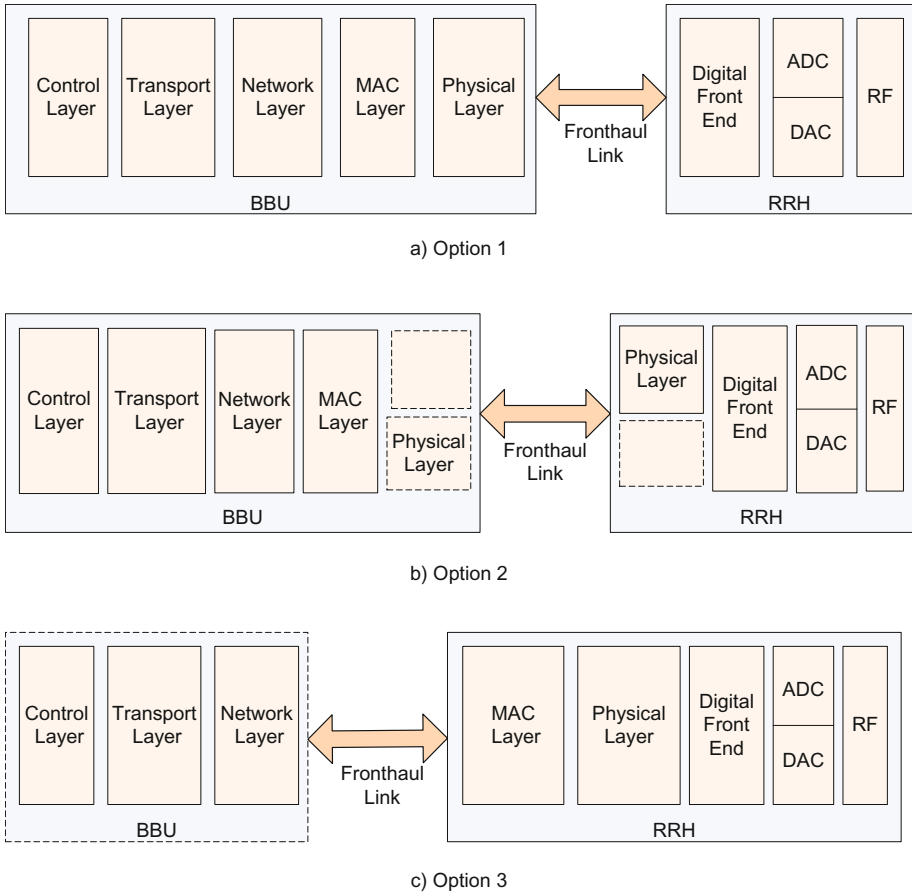 Control
Layer
Transport
Layer
Network
Layer
MAC
Layer
Physical
Layer
Fronthaul
Link
Digital
Front
End
ADC
DAC
RF
BBU
RRH
a) Option 1
Control
Layer
Transport
Layer
Network
Layer
MAC
Layer
Physical
Layer
Fronthaul
Link
Physical
Layer
Digital
Front
End
ADC
DAC
RF
BBU
RRH
b) Option 2
Control
Layer
Transport
Layer
Network
Layer
Fronthaul
Link
MAC
Layer
Physical
Layer
Digital
Front
End
ADC
DAC
RF
BBU
RRH
c) Option 3